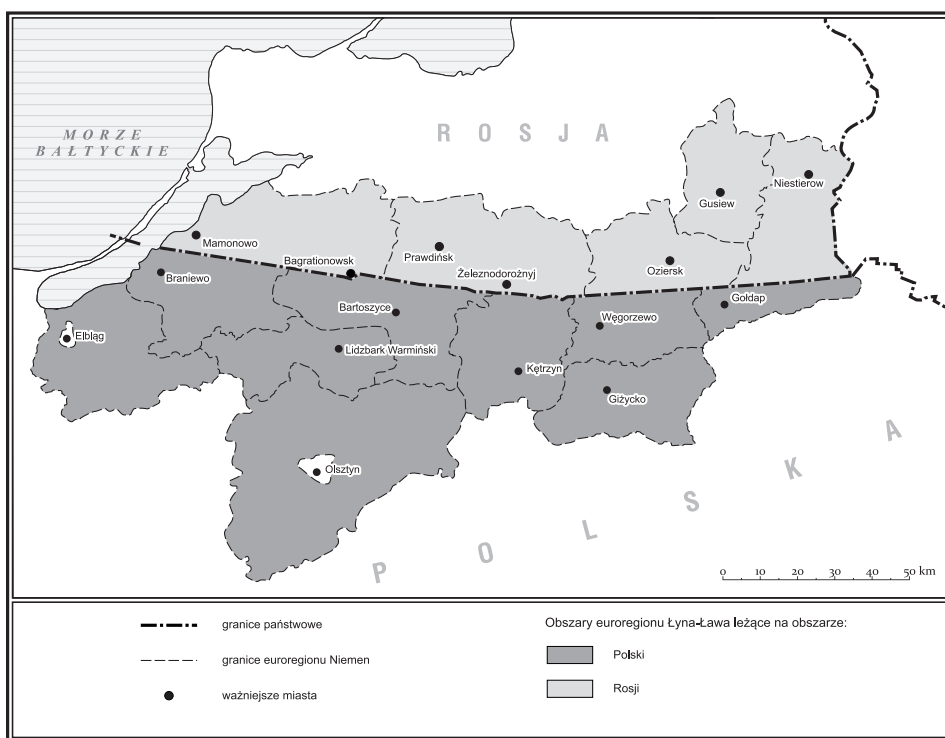 MORZE
BAŁTYCKIE
ROSJA
Gusiew
Niestierow
Mamonowo
Prawdińsk
Bagrationowsk
Żeleznodorożnyj
Oziersk
Braniewo
Bartoszyce
Węgorzewo
Gołdap
Elbląg
Lidzbark Warmiński
Kętrzyn
Giżycko
Olsztyn
POLSKA
0 10 20 30 40 50 km
granice państwowe
granice euroregionu Niemen
ważniejsze miasta
Obszary euroregionu Łyna-Ława leżące na obszarze:
Polski
Rosji